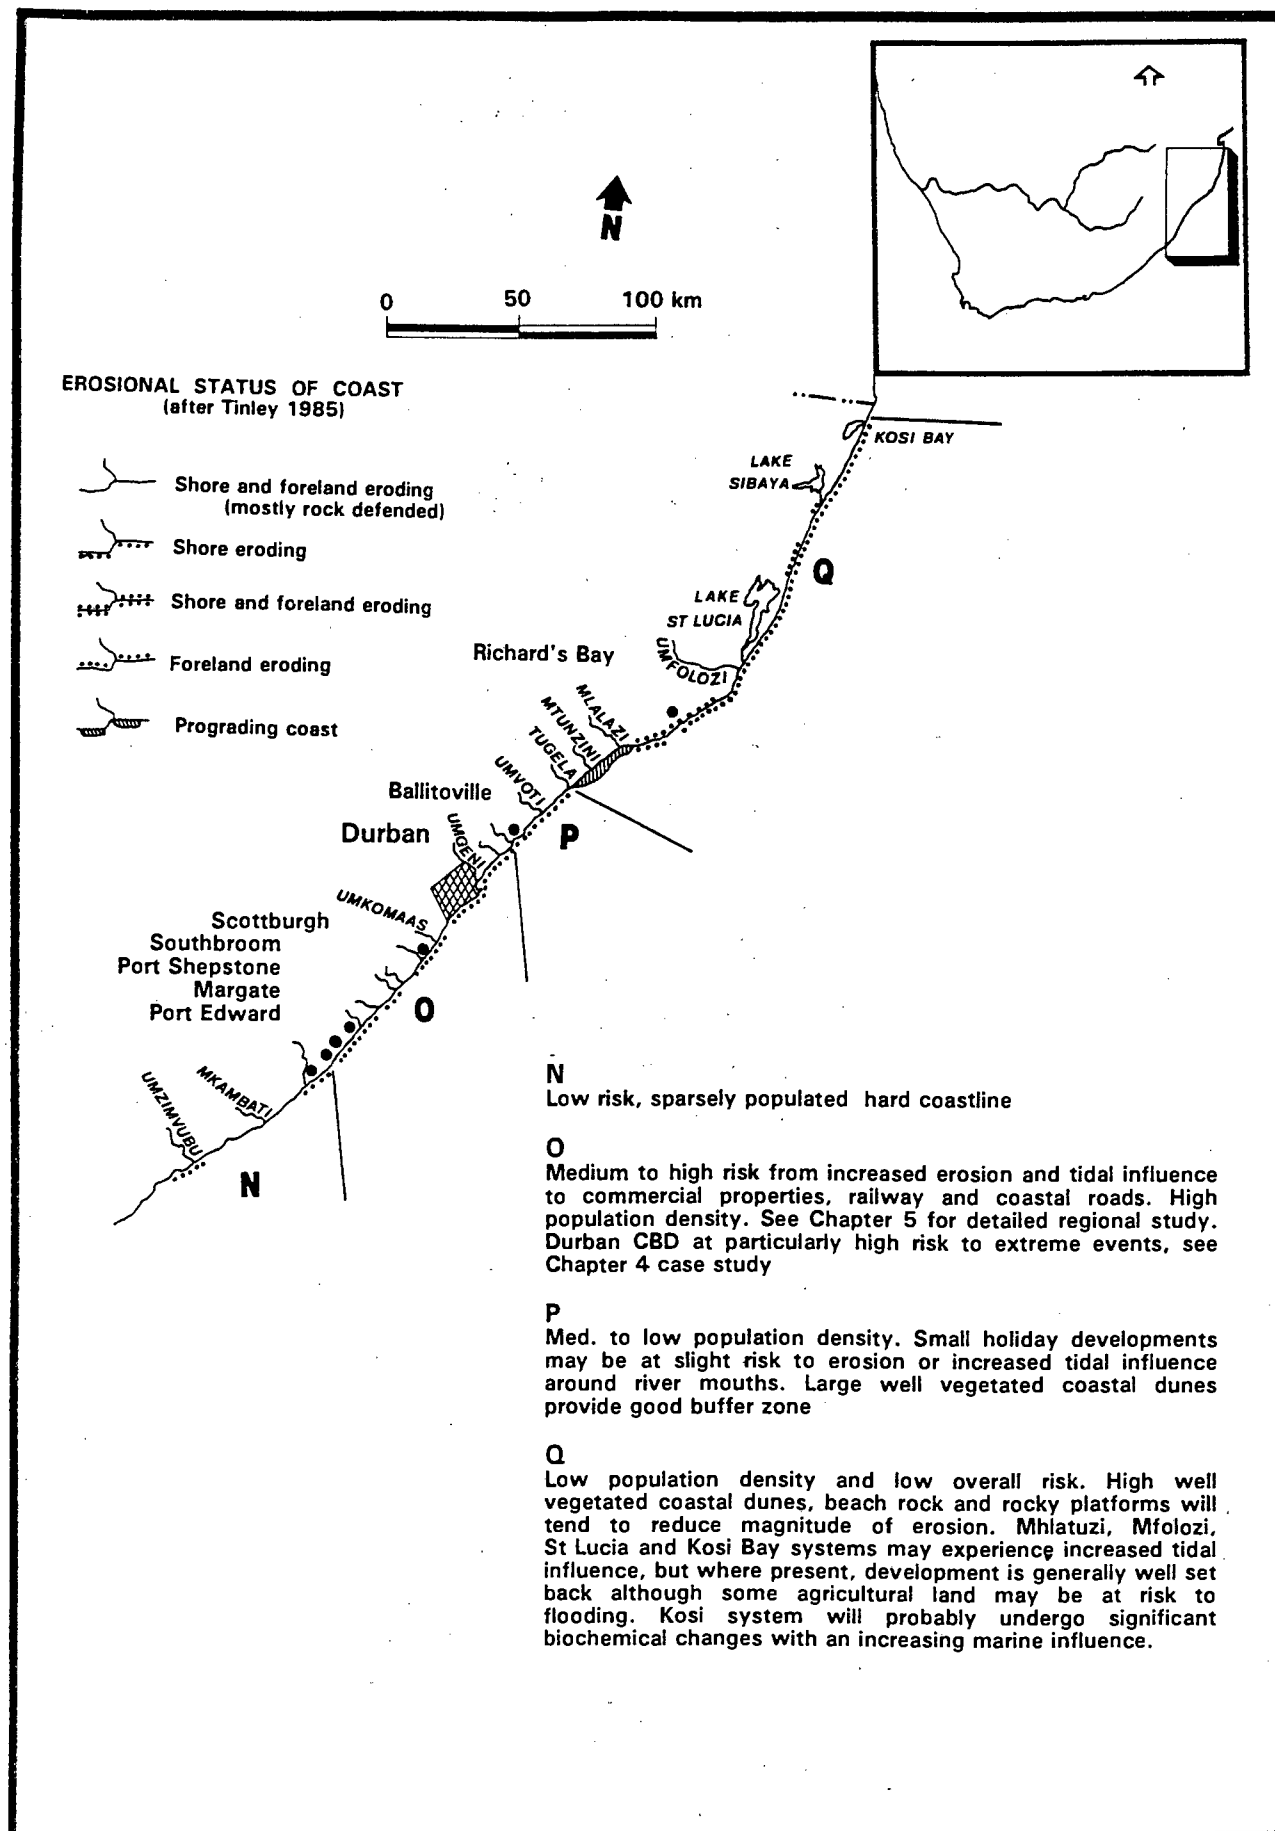 N
0 50 100 km
EROSIONAL STATUS OF COAST
(after Tinley 1985)
Shore and foreland eroding
(mostly rock defended)
Shore eroding
Shore and foreland eroding
Foreland eroding
Prograding coast
KOSI BAY
LAKE
SIBAYA
Q
LAKE
ST LUCIA
UMFOLOZI
Richard's Bay
MLALAZI
MTUNZINI
TUGELA
UMVOTI
Ballitoville
P
Durban
UMGENI
UMKOMAAS
Scottburgh
Southbroom
Port Shepstone
Margate
Port Edward
O
MKAMBATI
UMZIMVUBU
N
N
Low risk, sparsely populated hard coastline
O
Medium to high risk from increased erosion and tidal influence
to commercial properties, railway and coastal roads. High
population density. See Chapter 5 for detailed regional study.
Durban CBD at particularly high risk to extreme events, see
Chapter 4 case study
P
Med. to low population density. Small holiday developments
may be at slight risk to erosion or increased tidal influence
around river mouths. Large well vegetated coastal dunes
provide good buffer zone
Q
Low population density and low overall risk. High well
vegetated coastal dunes, beach rock and rocky platforms will
tend to reduce magnitude of erosion. Mhlatuzi, Mfolozi,
St Lucia and Kosi Bay systems may experience increased tidal
influence, but where present, development is generally well set
back although some agricultural land may be at risk to
flooding. Kosi system will probably undergo significant
biochemical changes with an increasing marine influence.